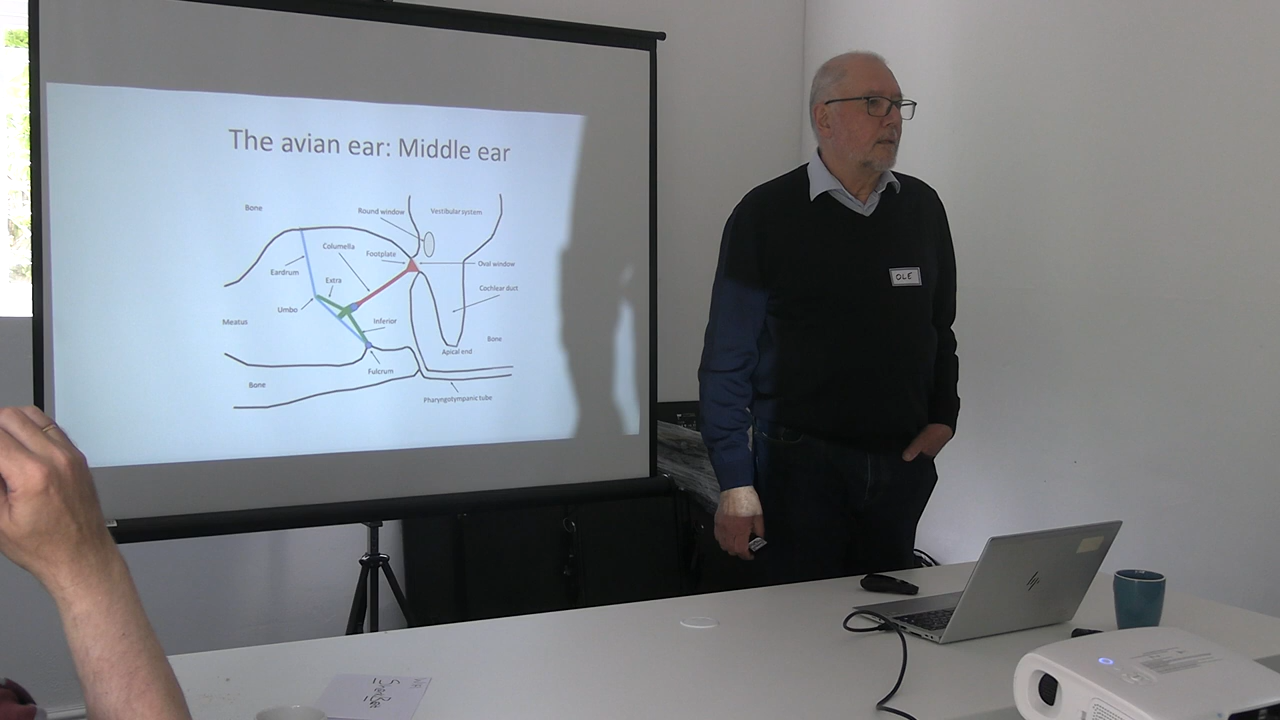 The avian ear: Middle ear
Bone
Round window
Vestibular system
Columella
Footplate
Oval window
Eardrum
Extra
Cochlear duct
Umbo
Inferior
Meatus
Bone
Apical end
Fulcrum
Bone
Pharyngotympanic tube
OLE
hp